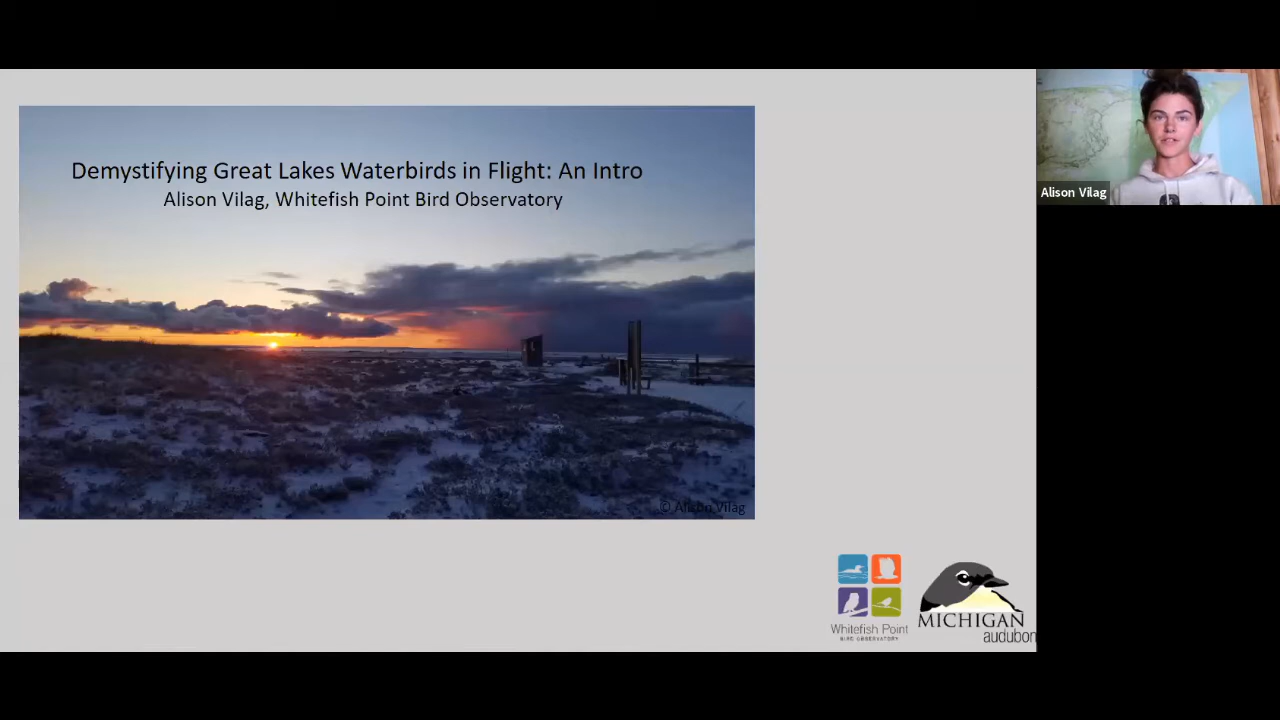 Demystifying Great Lakes Waterbirds in Flight: An Intro
Alison Vilag, Whitefish Point Bird Observatory
Alison Vilag
© Alison Vilag
Whitefish Point
BIRD OBSERVATORY
MICHIGAN
audubon